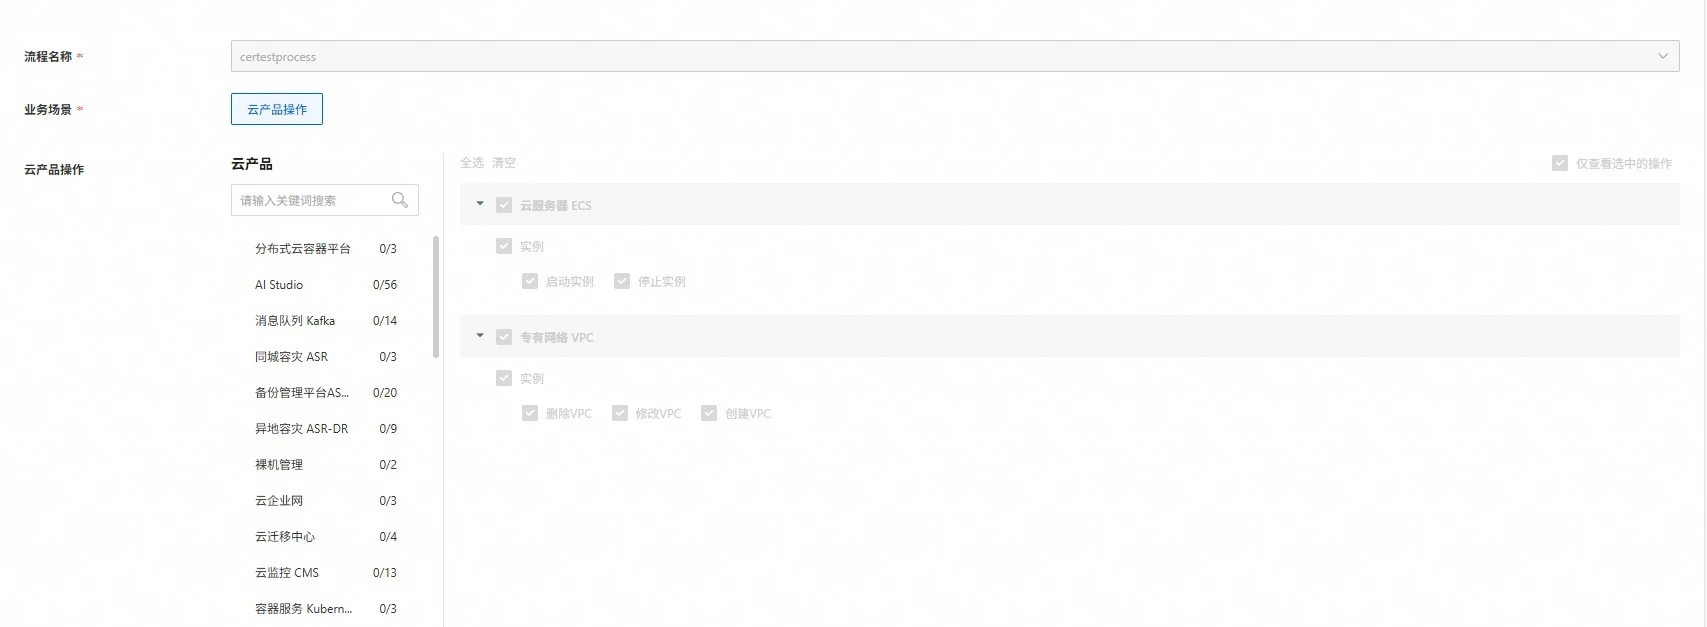 流程名称 *
certestprocess
业务场景 *
云产品操作
云产品操作
云产品
请输入关键词搜索
分布式云容器平台 0/3
AI Studio 0/56
消息队列 Kafka 0/14
同城容灾 ASR 0/3
备份管理平台AS... 0/20
异地容灾 ASR-DR 0/9
裸机管理 0/2
云企业网 0/3
云迁移中心 0/4
云监控 CMS 0/13
容器服务 Kubern... 0/3
全选 清空
仅查看选中的操作
云服务器 ECS
实例
启动实例 停止实例
专有网络 VPC
实例
删除VPC 修改VPC 创建VPC